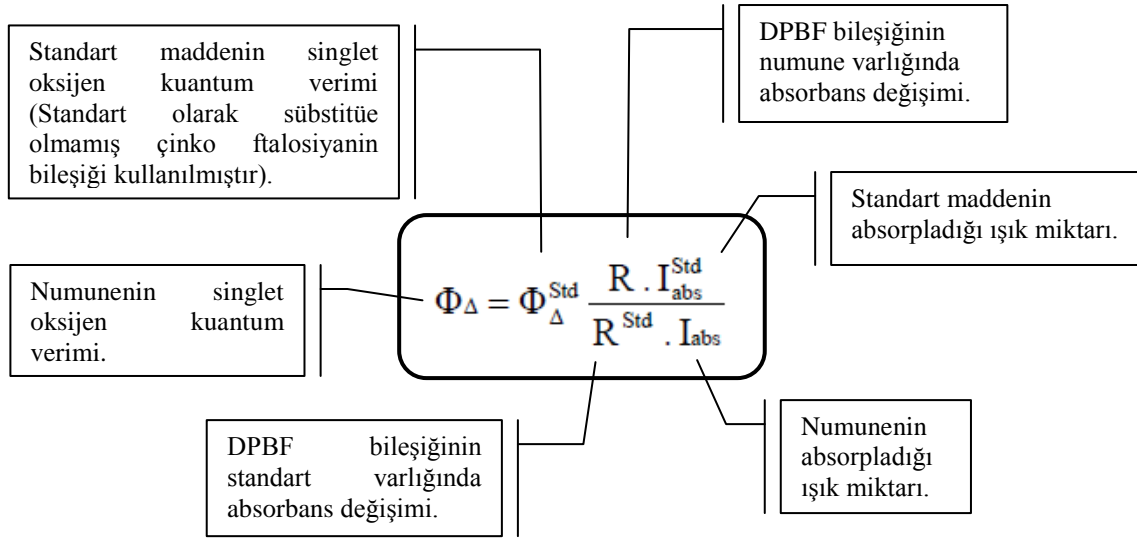 Standart maddenin singlet
oksijen kuantum verimi
(Standart olarak sübstitüe
olmamış çinko ftalosiyanin
bileşiği kullanılmıştır).
DPBF bileşiğinin
numune varlığında
absorbans değişimi.
Standart maddenin
absorpladığı ışık miktarı.
Numunenin singlet
oksijen kuantum
verimi.
Φ_Δ = Φ_Δ^Std (R . I_abs^Std) / (R^Std . I_abs)
DPBF bileşiğinin
standart varlığında
absorbans değişimi.
Numunenin
absorpladığı
ışık miktarı.